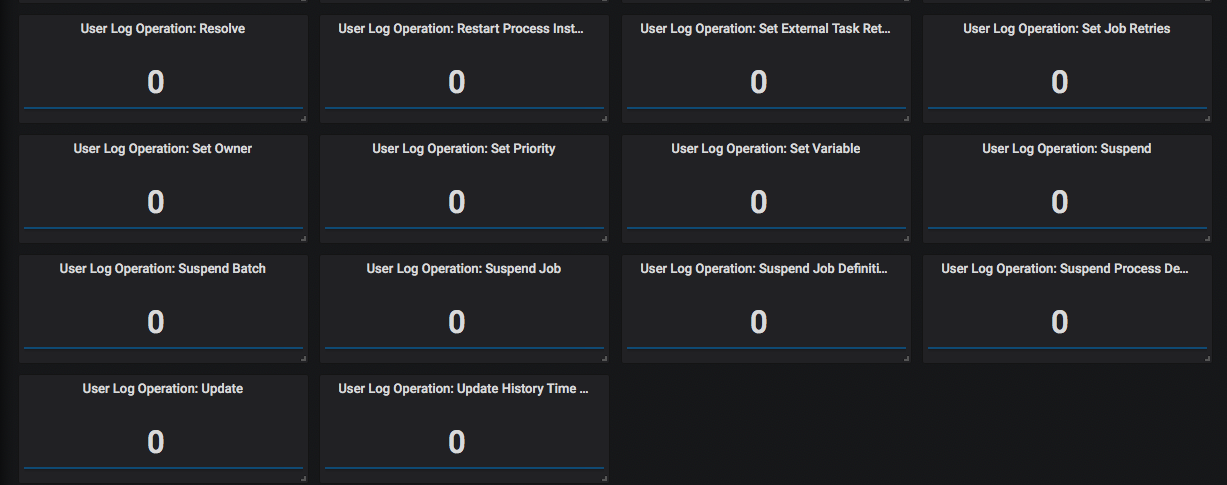 User Log Operation: Resolve
0
User Log Operation: Restart Process Inst...
0
User Log Operation: Set External Task Ret...
0
User Log Operation: Set Job Retries
0
User Log Operation: Set Owner
0
User Log Operation: Set Priority
0
User Log Operation: Set Variable
0
User Log Operation: Suspend
0
User Log Operation: Suspend Batch
0
User Log Operation: Suspend Job
0
User Log Operation: Suspend Job Definiti...
0
User Log Operation: Suspend Process De...
0
User Log Operation: Update
0
User Log Operation: Update History Time ...
0